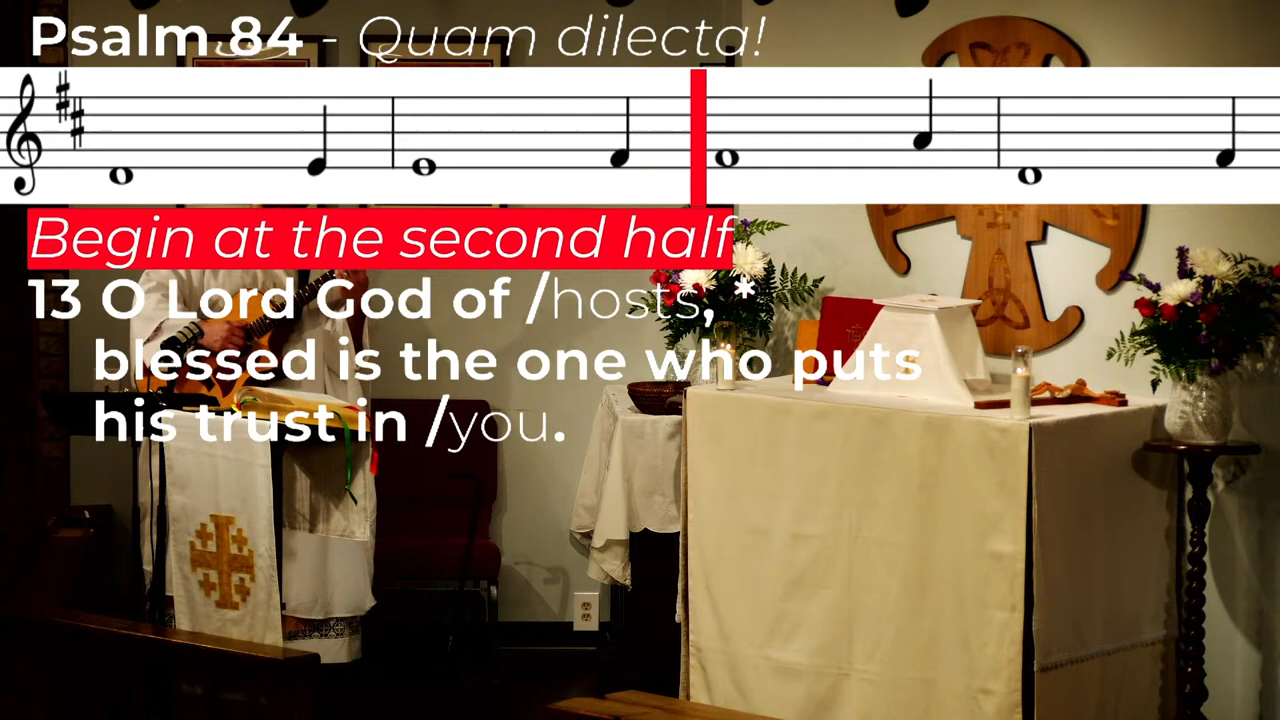 Psalm 84 - Quam dilecta!
Begin at the second half
13 O Lord God of /hosts, *
blessed is the one who puts
his trust in /you.